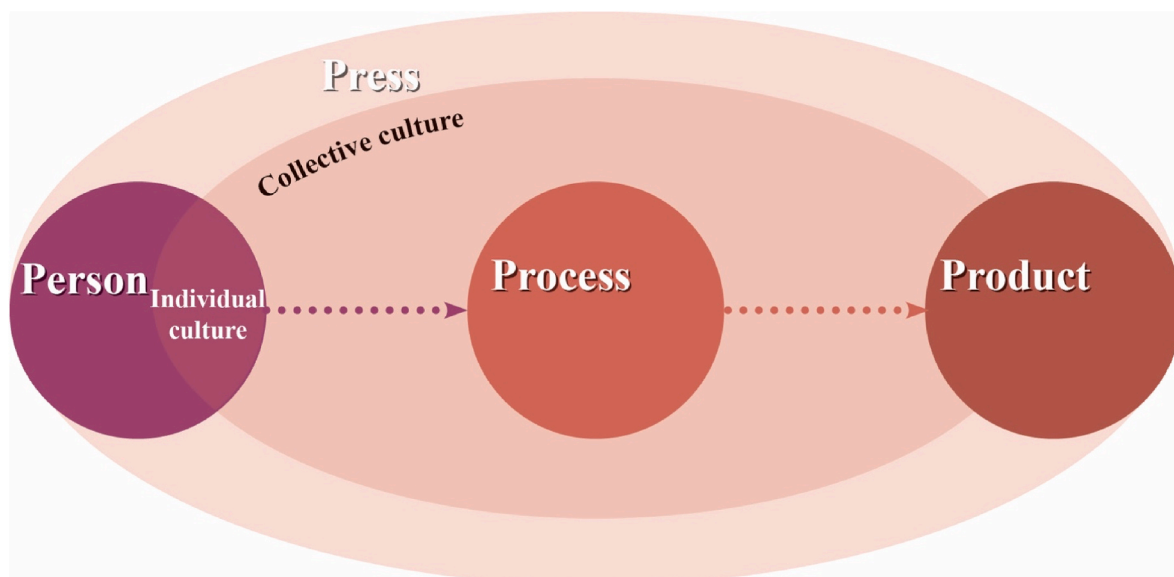 Press
Collective culture
Person
Individual
culture
Process
Product